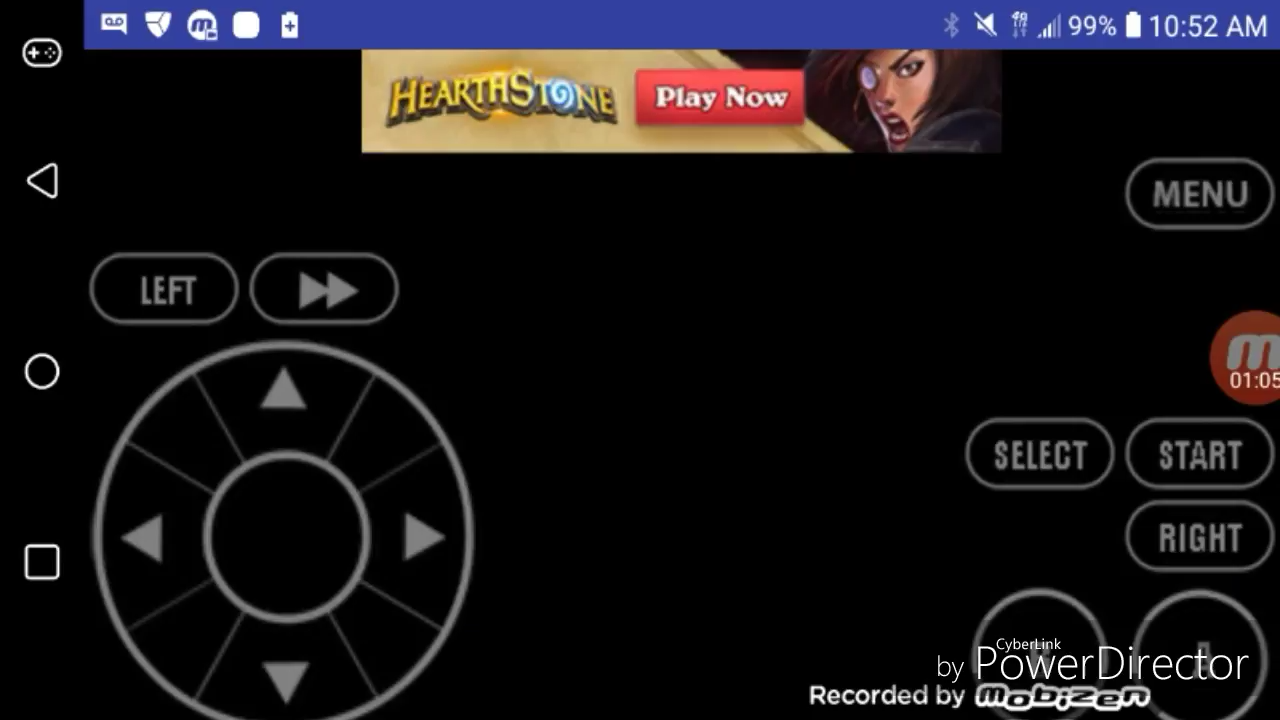 99% 10:52 AM
HEARTHSTONE
Play Now
MENU
LEFT
01:05
SELECT
START
RIGHT
CyberLink
by PowerDirector
Recorded by mobizen